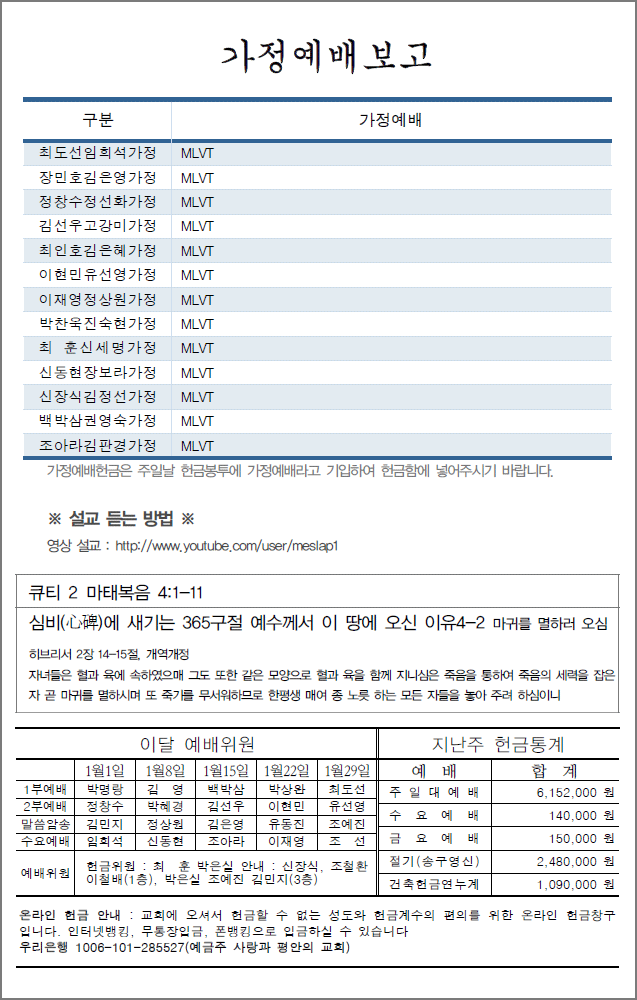 가정예배보고
구분 가정예배
최도선임희석가정 MLVT
장민호김은영가정 MLVT
정창수정선화가정 MLVT
김선우고강미가정 MLVT
최인호김은혜가정 MLVT
이현민유선영가정 MLVT
이재영정상원가정 MLVT
박찬욱진숙현가정 MLVT
최 훈신세명가정 MLVT
신동현장보라가정 MLVT
신장식김정선가정 MLVT
백박삼권영숙가정 MLVT
조아라김판경가정 MLVT
가정예배헌금은 주일날 헌금봉투에 가정예배라고 기입하여 헌금함에 넣어주시기 바랍니다.
※ 설교 듣는 방법 ※
영상 설교 : http://www.youtube.com/user/meslap1
큐티 2 마태복음 4:1-11
심비(心碑)에 새기는 365구절 예수께서 이 땅에 오신 이유4-2 마귀를 멸하러 오심
히브리서 2장 14-15절, 개역개정
자녀들은 혈과 육에 속하였으매 그도 또한 같은 모양으로 혈과 육을 함께 지니심은 죽음을 통하여 죽음의 세력을 잡은
자 곧 마귀를 멸하시며 또 죽기를 무서워하므로 한평생 매여 종 노릇 하는 모든 자들을 놓아 주려 하심이니
이달 예배위원
1월1일 1월8일 1월15일 1월22일 1월29일
1부예배 박명랑 김 영 백박삼 박상완 최도선
2부예배 정창수 박혜경 김선우 이현민 유선영
말씀암송 김민지 정상원 김은영 유동진 조예진
수요예배 임희석 신동현 조아라 이재영 조 선
예배위원 헌금위원 : 최 훈 박은실 안내 : 신장식, 조철환
이철배(1층), 박은실 조예진 김민지(3층)
지난주 헌금통계
예 배 합 계
주 일 대 예 배 6,152,000 원
수 요 예 배 140,000 원
금 요 예 배 150,000 원
절기(송구영신) 2,480,000 원
건축헌금연누계 1,090,000 원
온라인 헌금 안내 : 교회에 오셔서 헌금할 수 없는 성도와 헌금계수의 편의를 위한 온라인 헌금창구
입니다. 인터넷뱅킹, 무통장입금, 폰뱅킹으로 입금하실 수 있습니다
우리은행 1006-101-285527(예금주 사랑과 평안의 교회)